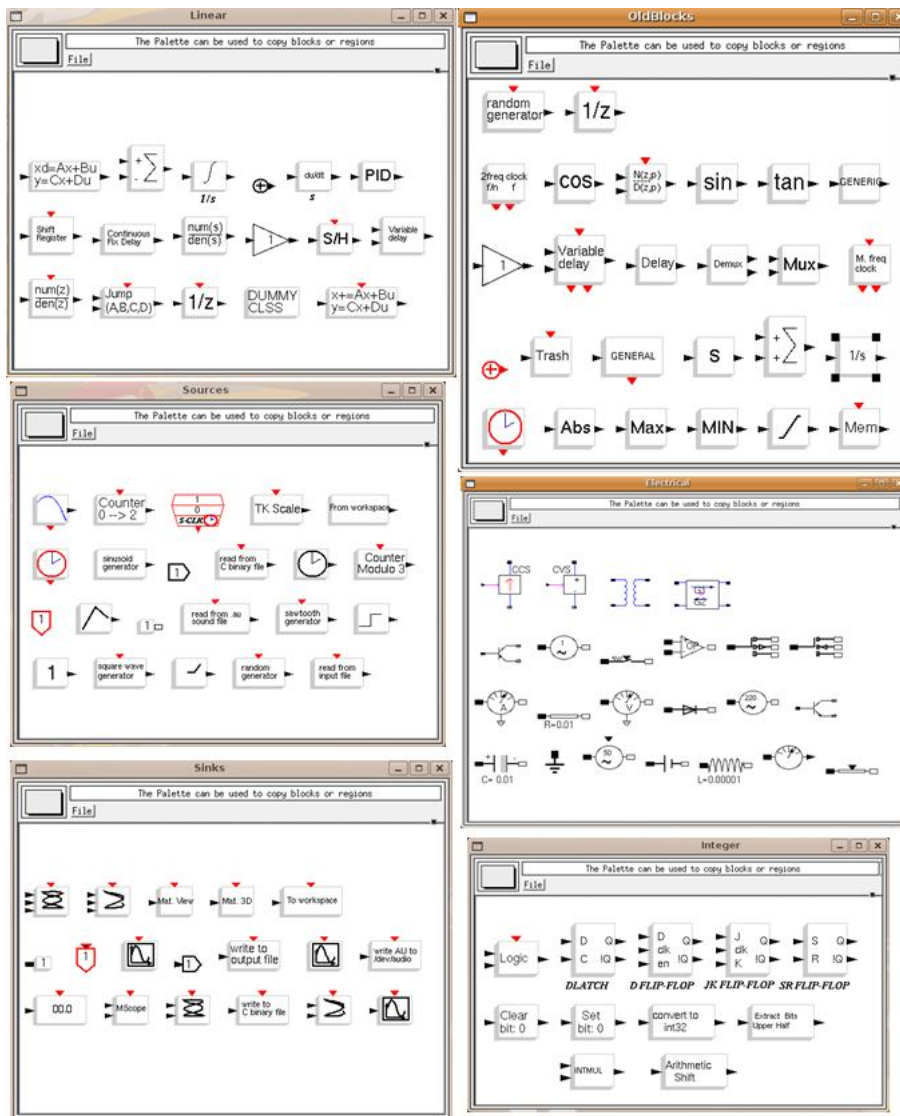 Linear
The Palette can be used to copy blocks or regions
File
xd=Ax+Bu
y=Cx+Du
+
-
Σ
∫
1/s
+
du/dt
s
PID
Shift
Register
Continuous
fix Delay
num(s)
den(s)
1
S/H
Variable
delay
num(z)
den(z)
Jump
(A,B,C,D)
1/z
DUMMY
CLSS
x+=Ax+Bu
y=Cx+Du
OldBlocks
The Palette can be used to copy blocks or regions
File
random
generator
1/z
2freq clock
f/n f
cos
N(z,p)
D(z,p)
sin
tan
GENERIC
1
Variable
delay
Delay
Demux
Mux
M. freq
clock
+
Trash
GENERAL
S
+
+
Σ
1/s
Abs
Max
MIN
Mem
Sources
The Palette can be used to copy blocks or regions
File
Counter
0 --> 2
1
0
S-CLK
TK Scale
From workspace
sinusoid
generator
1
read from
C binary file
Counter
Modulo 3
1
1
read from .au
sound file
sawtooth
generator
1
square wave
generator
random
generator
read from
input file
Electrical
The Palette can be used to copy blocks or regions
File
CCS
CVS
1
~
OP
A
R=0.01
V
220
~
+
-
C= 0.01
50
~
L=0.00001
Sinks
The Palette can be used to copy blocks or regions
File
Mat. View
Mat. 3D
To workspace
1
1
1
write to
output file
write AU to
/dev/audio
00.0
MScope
write to
C binary file
Integer
The Palette can be used to copy blocks or regions
File
Logic
D Q
C !Q
DLATCH
D Q
clk
en !Q
D FLIP-FLOP
J Q
clk
K !Q
JK FLIP-FLOP
S Q
R !Q
SR FLIP-FLOP
Clear
bit: 0
Set
bit: 0
convert to
int32
Extract Bits
Upper Half
INTMUL
Arithmetic
Shift